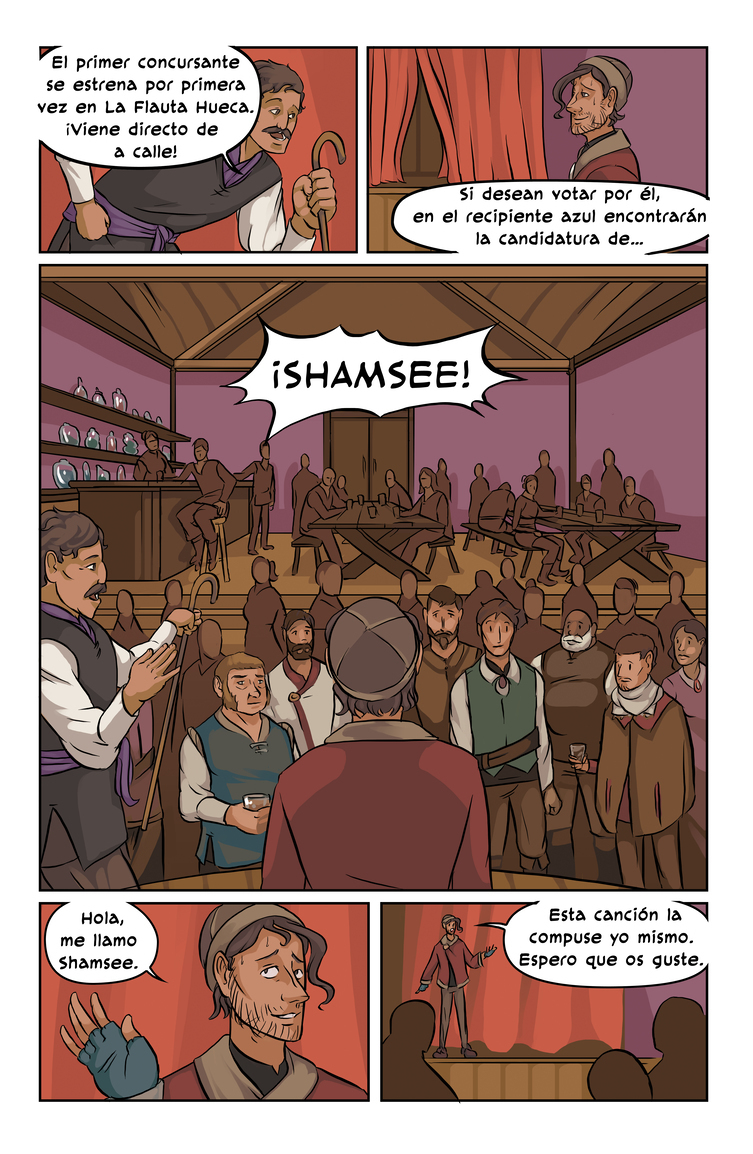 El primer concursante
se estrena por primera
vez en La Flauta Hueca.
¡Viene directo de
a calle!
Si desean votar por él,
en el recipiente azul encontrarán
la candidatura de...
¡SHAMSEE!
Hola,
me llamo
Shamsee.
Esta canción la
compuse yo mismo.
Espero que os guste.